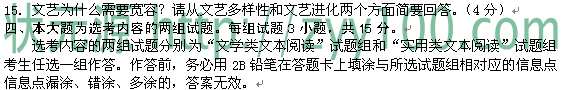 15. 文艺为什么需要宽容?请从文艺多样性和文艺进化两个方面简要回答。(4 分)
四、本大题为选考内容的两组试题。每组试题 3 小题,共 15 分。
选考内容的两组试题分别为“文学类文本阅读”试题组和“实用类文本阅读”试题组
考生任选一组作答。作答前,务必用 2B 铅笔在答题卡上填涂与所选试题组相对应的信息点
信息点漏涂、错涂、多涂的,答案无效。